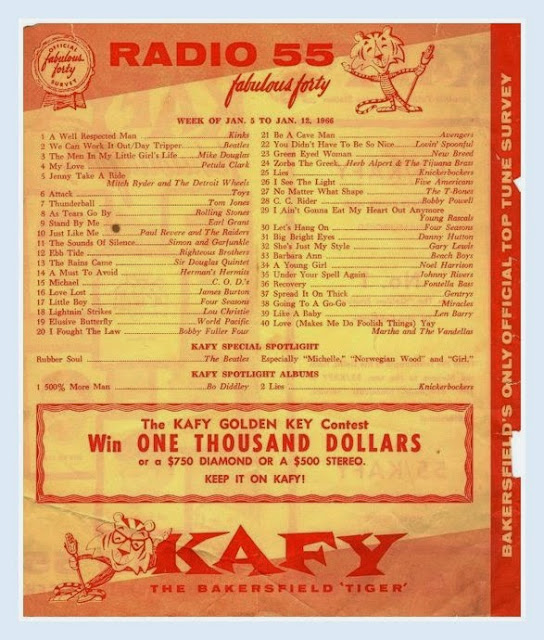 OFFICIAL
fabulous
forty
SURVEY
RADIO 55
fabulous forty
WEEK OF JAN. 5 TO JAN. 12, 1966
1 A Well Respected Man Kinks
2 We Can Work It Out/Day Tripper Beatles
3 The Men In My Little Girl's Life Mike Douglas
4 My Love Petula Clark
5 Jenny Take A Ride
Mitch Ryder and The Detroit Wheels
6 Attack Toys
7 Thunderball Tom Jones
8 As Tears Go By Rolling Stones
9 Stand By Me Earl Grant
10 Just Like Me Paul Revere and The Raiders
11 The Sounds Of Silence Simon and Garfunkle
12 Ebb Tide Righteous Brothers
13 The Rains Came Sir Douglas Quintet
14 A Must To Avoid Herman's Hermits
15 Michael C. O. D.'s
16 Love Lost James Burton
17 Little Boy Four Seasons
18 Lightnin' Strikes Lou Christie
19 Elusive Butterfly World Pacific
20 I Fought The Law Bobby Fuller Four
21 Be A Cave Man Avengers
22 You Didn't Have To Be So Nice Lovin' Spoonful
23 Green Eyed Woman New Breed
24 Zorba The Greek Herb Alpert & The Tijuana Brass
25 Lies Knickerbockers
26 I See The Light Five Americans
27 No Matter What Shape The T-Bones
28 C. C. Rider Bobby Powell
29 I Ain't Gonna Eat My Heart Out Anymore
Young Rascals
30 Let's Hang On Four Seasons
31 Big Bright Eyes Danny Hutton
32 She's Just My Style Gary Lewis
33 Barbara Ann Beach Boys
34 A Young Girl Noel Harrison
35 Under Your Spell Again Johnny Rivers
36 Recovery Fontella Bass
37 Spread It On Thick Gentrys
38 Going To A Go-Go Miracles
39 Like A Baby Len Barry
40 Love (Makes Me Do Foolish Things) Yay
Martha and The Vandellas
KAFY SPECIAL SPOTLIGHT
Rubber Soul The Beatles Especially "Michelle," "Norwegian Wood" and "Girl."
KAFY SPOTLIGHT ALBUMS
1 500% More Man Bo Diddley 2 Lies Knickerbockers
The KAFY GOLDEN KEY Contest
Win ONE THOUSAND DOLLARS
or a $750 DIAMOND OR A $500 STEREO.
KEEP IT ON KAFY!
KAFY
THE BAKERSFIELD 'TIGER'
BAKERSFIELD'S ONLY OFFICIAL TOP TUNE SURVEY